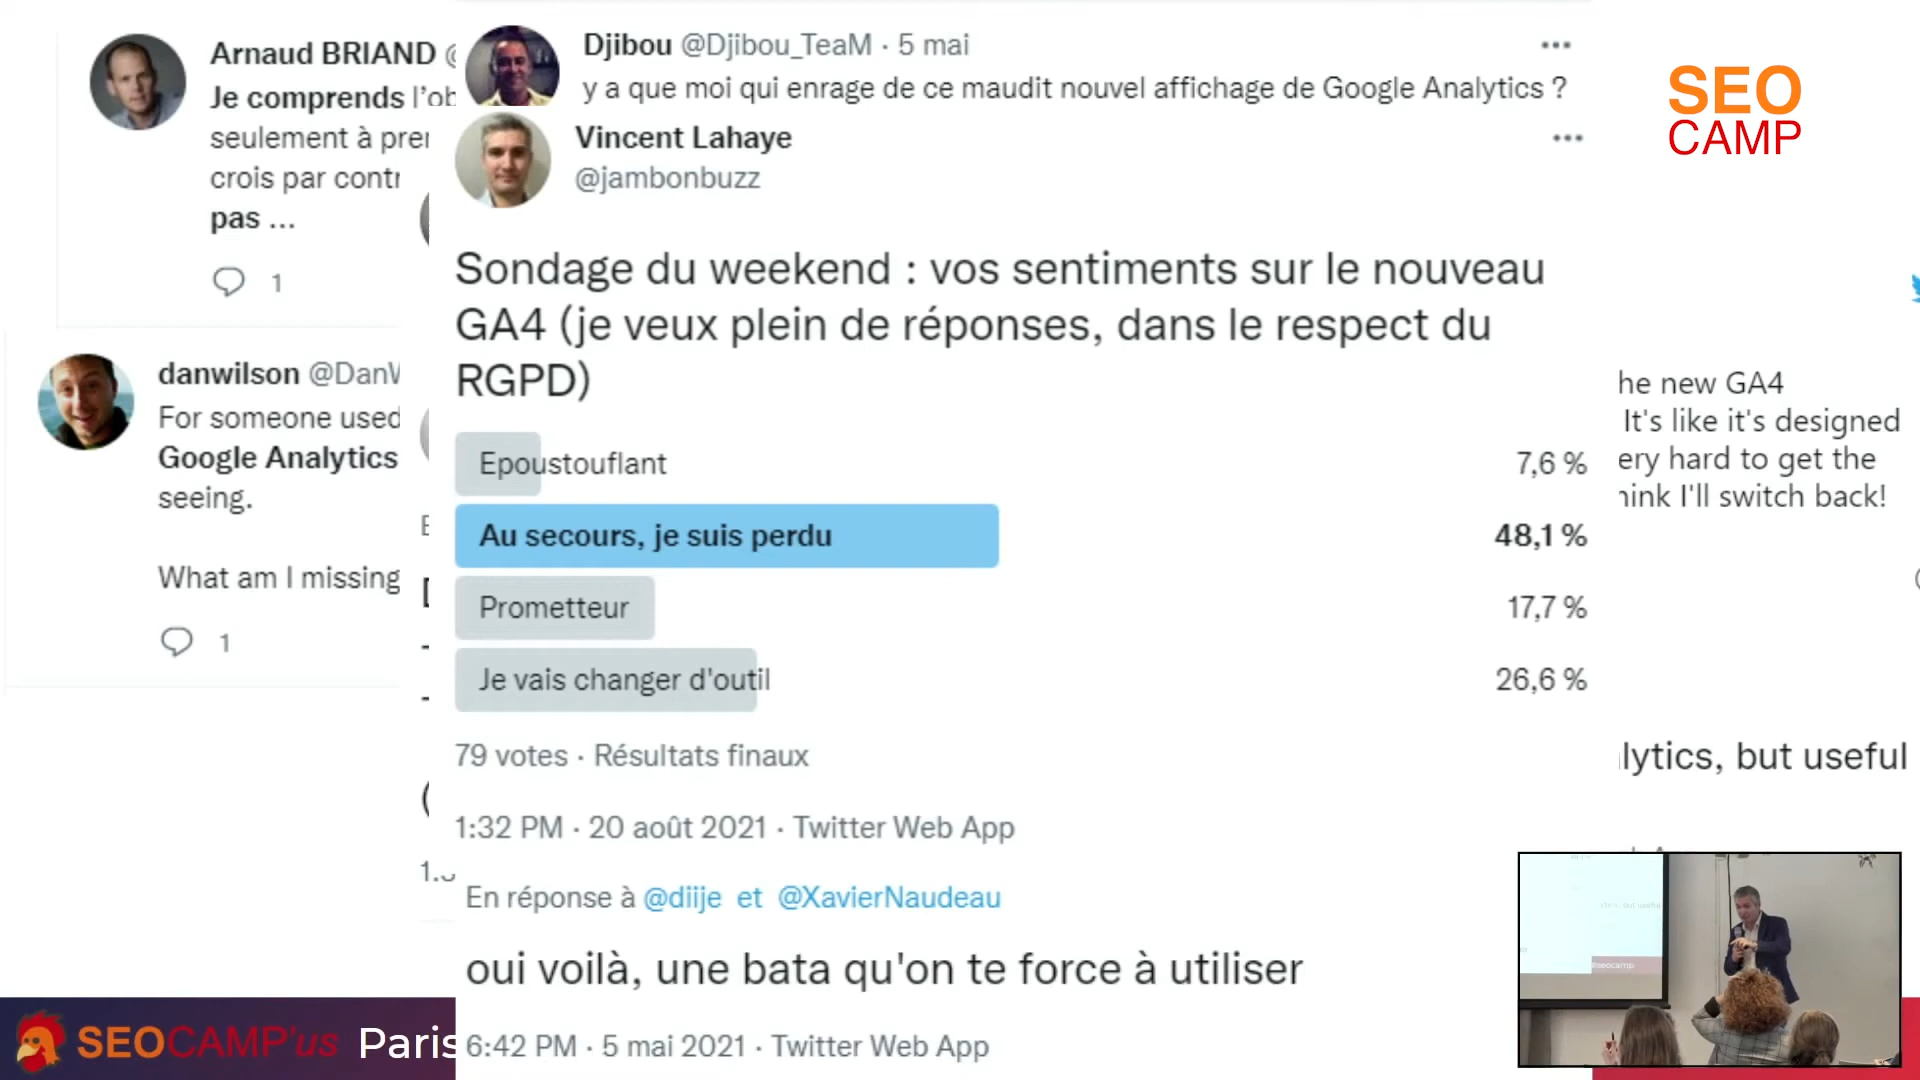 Arnaud BRIAND @
Je comprends l'ob
seulement à prer
crois par contr
pas ...
1
danwilson @DanW
For someone used
Google Analytics
seeing.
What am I missing
1
Djibou @Djibou_TeaM · 5 mai
y a que moi qui enrage de ce maudit nouvel affichage de Google Analytics ?
Vincent Lahaye
@jambonbuzz
Sondage du weekend : vos sentiments sur le nouveau
GA4 (je veux plein de réponses, dans le respect du
RGPD)
Epoustouflant 7,6 %
Au secours, je suis perdu 48,1 %
Prometteur 17,7 %
Je vais changer d'outil 26,6 %
79 votes · Résultats finaux
1:32 PM · 20 août 2021 · Twitter Web App
En réponse à @diije et @XavierNaudeau
oui voilà, une bata qu'on te force à utiliser
6:42 PM · 5 mai 2021 · Twitter Web App
SEO
CAMP
he new GA4
It's like it's designed
ery hard to get the
hink I'll switch back!
lytics, but useful
SEOCAMP'us Paris
#seocamp